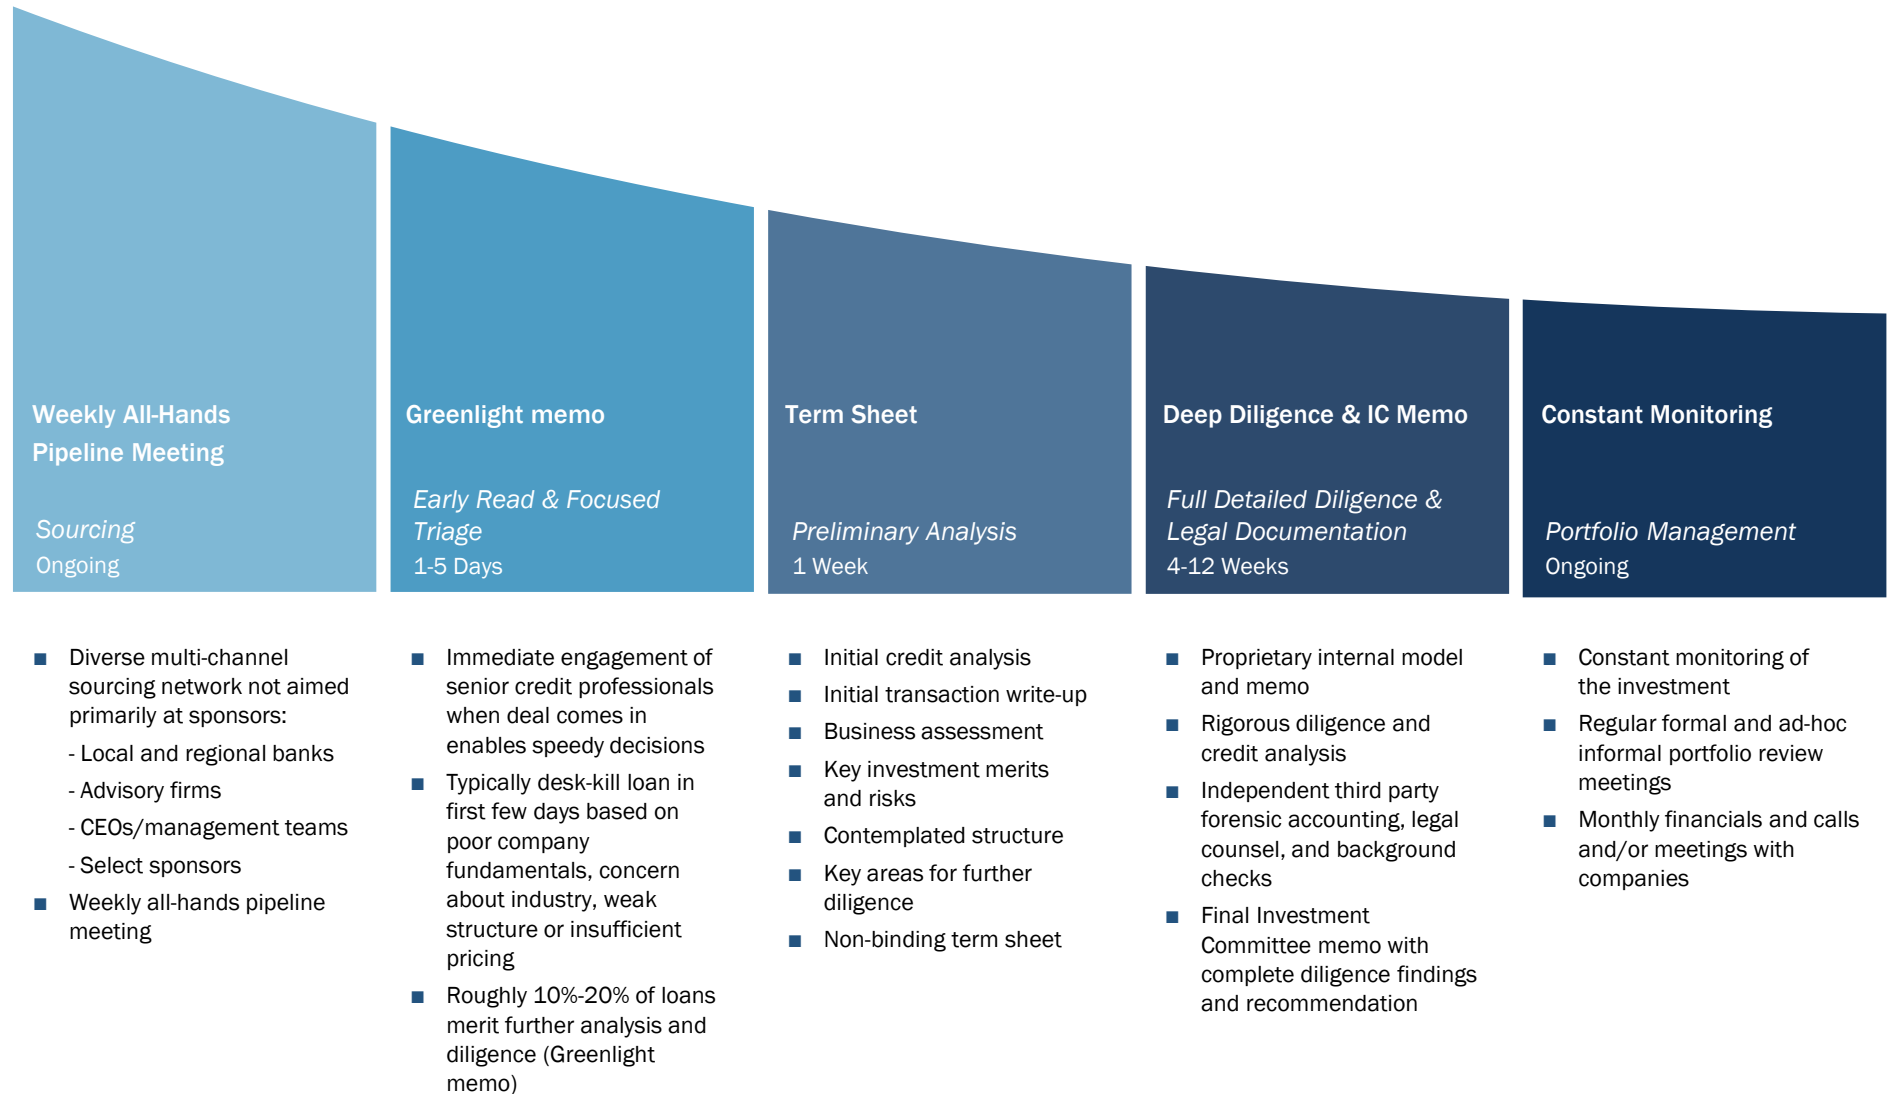 Weekly All-Hands
Pipeline Meeting
Sourcing
Ongoing
Greenlight memo
Early Read & Focused
Triage
1-5 Days
Term Sheet
Preliminary Analysis
1 Week
Deep Diligence & IC Memo
Full Detailed Diligence &
Legal Documentation
4-12 Weeks
Constant Monitoring
Portfolio Management
Ongoing
■ Diverse multi-channel
sourcing network not aimed
primarily at sponsors:
- Local and regional banks
- Advisory firms
- CEOs/management teams
- Select sponsors
■ Weekly all-hands pipeline
meeting
■ Immediate engagement of
senior credit professionals
when deal comes in
enables speedy decisions
■ Typically desk-kill loan in
first few days based on
poor company
fundamentals, concern
about industry, weak
structure or insufficient
pricing
■ Roughly 10%-20% of loans
merit further analysis and
diligence (Greenlight
memo)
■ Initial credit analysis
■ Initial transaction write-up
■ Business assessment
■ Key investment merits
and risks
■ Contemplated structure
■ Key areas for further
diligence
■ Non-binding term sheet
■ Proprietary internal model
and memo
■ Rigorous diligence and
credit analysis
■ Independent third party
forensic accounting, legal
counsel, and background
checks
■ Final Investment
Committee memo with
complete diligence findings
and recommendation
■ Constant monitoring of
the investment
■ Regular formal and ad-hoc
informal portfolio review
meetings
■ Monthly financials and calls
and/or meetings with
companies